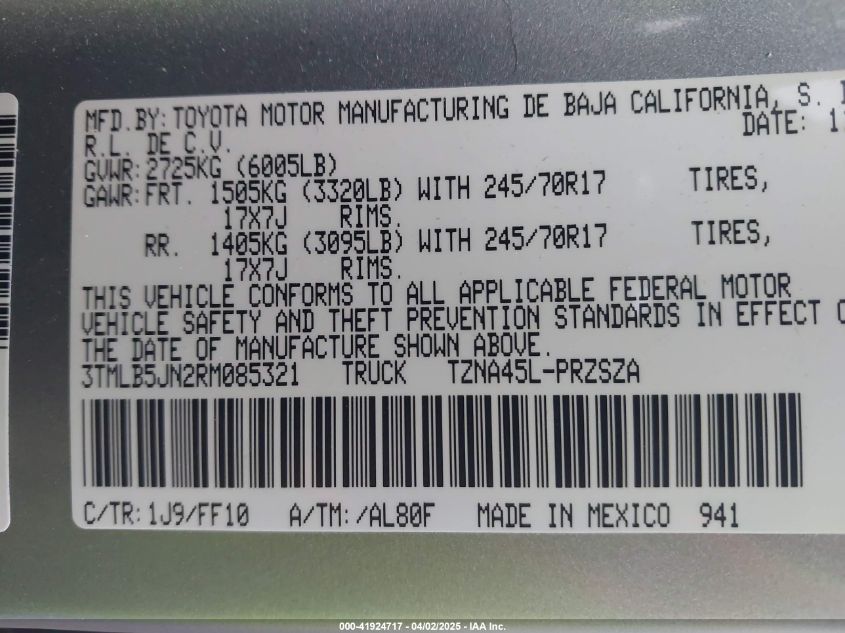 MFD.BY: TOYOTA MOTOR MANUFACTURING DE BAJA CALIFORNIA, S.
R.L. DE C.V. DATE:
GVWR: 2725KG (6005LB)
GAWR: FRT. 1505KG (3320LB) WITH 245/70R17 TIRES,
17X7J RIMS.
RR. 1405KG (3095LB) WITH 245/70R17 TIRES,
17X7J RIMS.
THIS VEHICLE CONFORMS TO ALL APPLICABLE FEDERAL MOTOR
VEHICLE SAFETY AND THEFT PREVENTION STANDARDS IN EFFECT
THE DATE OF MANUFACTURE SHOWN ABOVE.
3TMLB5JN2RM085321 TRUCK TZNA45L-PRZSZA
C/TR: 1J9/FF10 A/TM: /AL80F MADE IN MEXICO 941
000-41924717 - 04/02/2025 - IAA Inc.